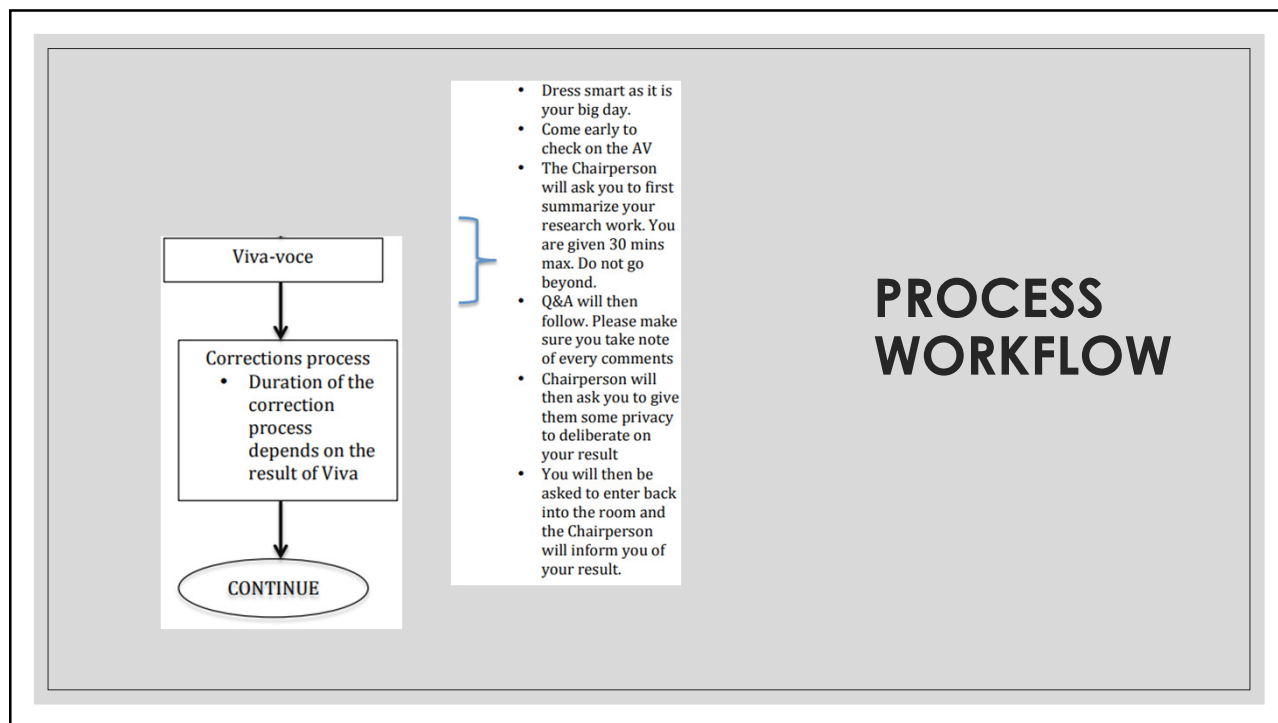 Viva-voce
Corrections process
• Duration of the
correction
process
depends on the
result of Viva
CONTINUE
• Dress smart as it is
your big day.
• Come early to
check on the AV
• The Chairperson
will ask you to first
summarize your
research work. You
are given 30 mins
max. Do not go
beyond.
• Q&A will then
follow. Please make
sure you take note
of every comments
• Chairperson will
then ask you to give
them some privacy
to deliberate on
your result
• You will then be
asked to enter back
into the room and
the Chairperson
will inform you of
your result.
PROCESS
WORKFLOW